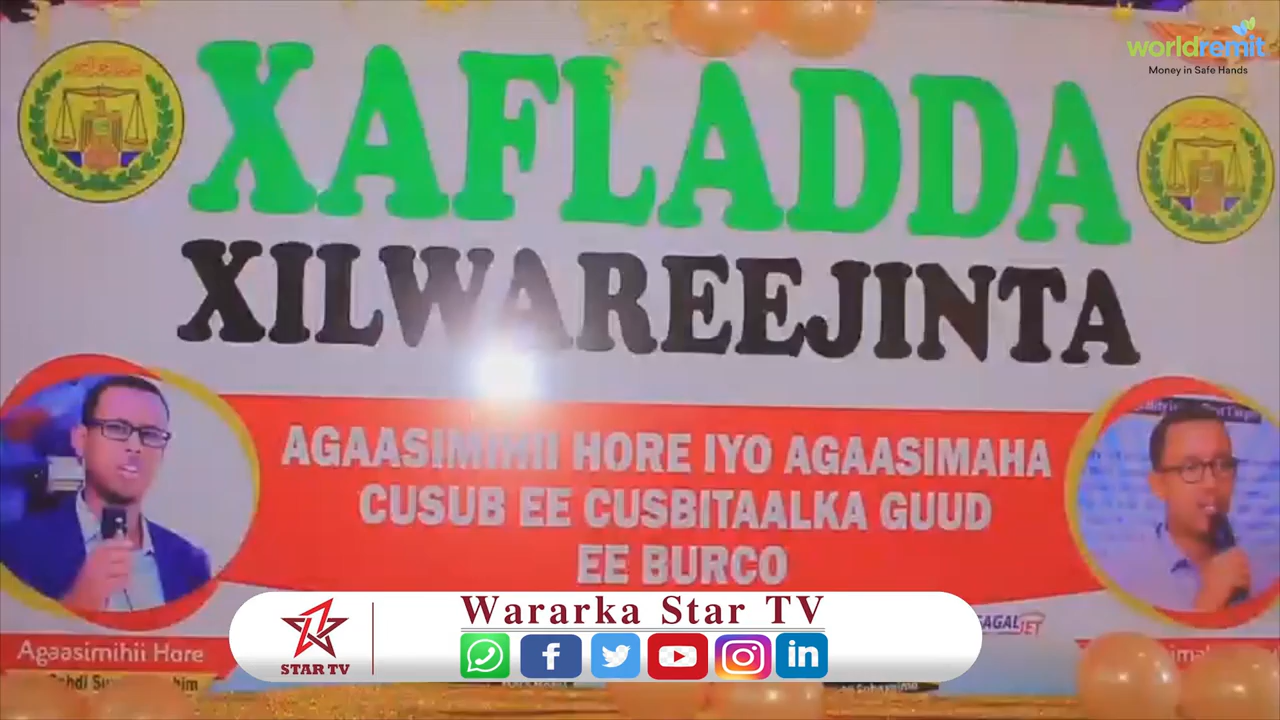 worldremit
Money in Safe Hands
XAFLADDA
XILWAREEJINTA
AGAASIMIHII HORE IYO AGAASIMAHA
CUSUB EE CUSBITAALKA GUUD
EE BURCO
Agaasimihii Hore
Wararka Star TV
STAR TV